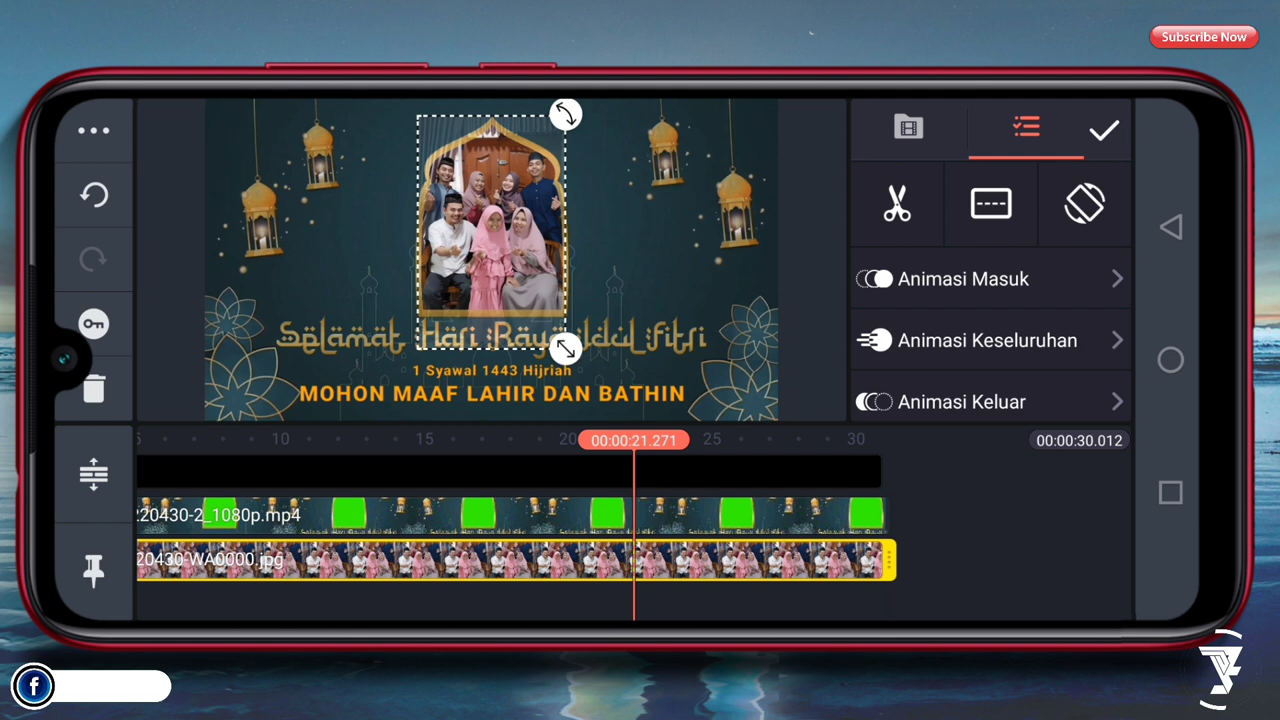 Subscribe Now
Selamat Hari Raya Idul Fitri
1 Syawal 1443 Hijriah
MOHON MAAF LAHIR DAN BATHIN
Animasi Masuk
Animasi Keseluruhan
Animasi Keluar
5 10 15 20 00:00:21.271 25 30 00:00:30.012
220430-2_1080p.mp4
20430-WA0000.jpg
f